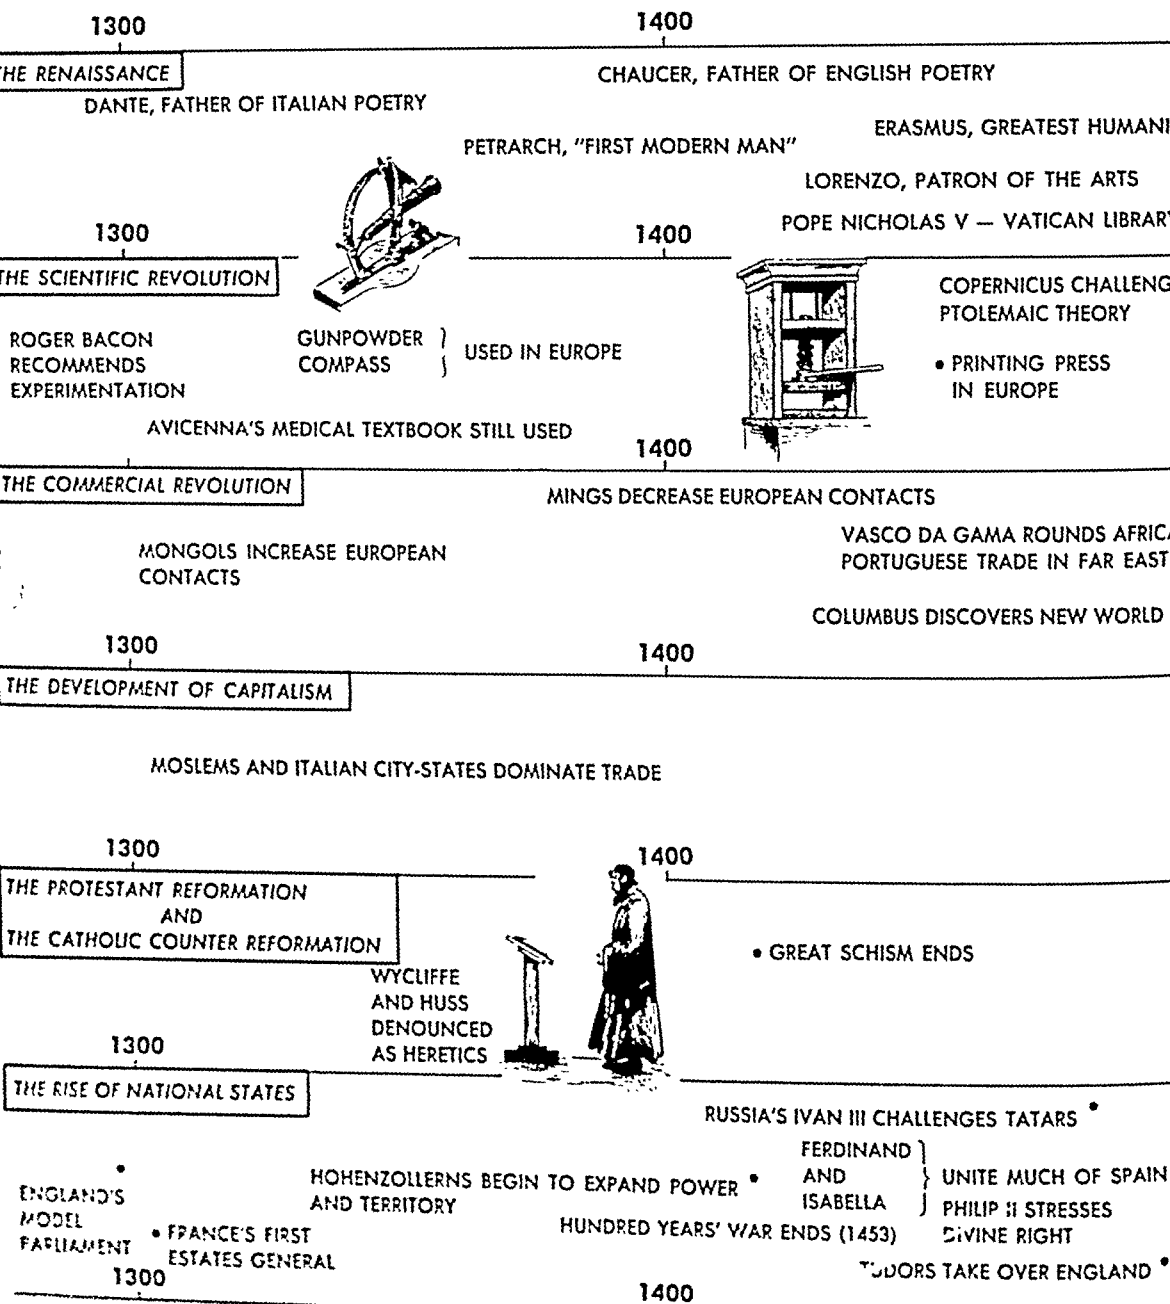 1300 1400
THE RENAISSANCE
CHAUCER, FATHER OF ENGLISH POETRY
DANTE, FATHER OF ITALIAN POETRY
ERASMUS, GREATEST
PETRARCH, "FIRST MODERN MAN"
LORENZO, PATRON OF THE ARTS
POPE NICHOLAS V — VATICAN LIBRARY
1300 1400
THE SCIENTIFIC REVOLUTION
COPERNICUS
PTOLEMAIC THEORY
ROGER BACON
RECOMMENDS
EXPERIMENTATION
GUNPOWDER
COMPASS
USED IN EUROPE
• PRINTING PRESS
IN EUROPE
AVICENNA'S MEDICAL TEXTBOOK STILL USED
1400
THE COMMERCIAL REVOLUTION
MINGS DECREASE EUROPEAN CONTACTS
VASCO DA GAMA ROUNDS AFRICA
PORTUGUESE TRADE IN FAR EAST
MONGOLS INCREASE EUROPEAN
CONTACTS
COLUMBUS DISCOVERS NEW WORLD
1300 1400
THE DEVELOPMENT OF CAPITALISM
MOSLEMS AND ITALIAN CITY-STATES DOMINATE TRADE
1300 1400
THE PROTESTANT REFORMATION
AND
THE CATHOLIC COUNTER REFORMATION
• GREAT SCHISM ENDS
WYCLIFFE
AND HUSS
DENOUNCED
AS HERETICS
1300
THE RISE OF NATIONAL STATES
RUSSIA'S IVAN III CHALLENGES TATARS •
FERDINAND
AND
ISABELLA
UNITE MUCH OF SPAIN
PHILIP II STRESSES
DIVINE RIGHT
HOHENZOLLERNS BEGIN TO EXPAND POWER •
AND TERRITORY
•
ENGLAND'S
MODEL
PARLIAMENT
• FRANCE'S FIRST
ESTATES GENERAL
HUNDRED YEARS' WAR ENDS (1453)
TUDORS TAKE OVER ENGLAND •
1300 1400